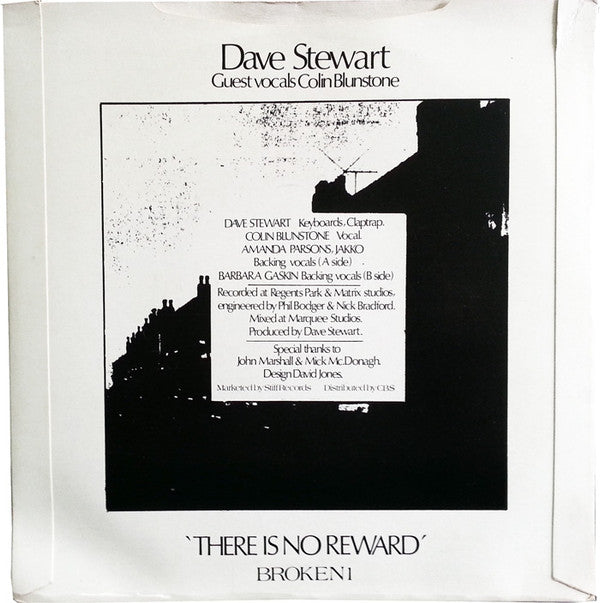 Dave Stewart
Guest vocals Colin Blunstone
DAVE STEWART Keyboards, Claptrap.
COLIN BLUNSTONE Vocal.
AMANDA PARSONS, JAKKO
Backing vocals (A side)
BARBARA GASKIN Backing vocals (B side)
Recorded at Regents Park & Matrix studios,
engineered by Phil Bodger & Nick Bradford.
Mixed at Marquee Studios.
Produced by Dave Stewart.
Special thanks to
John Marshall & Mick Mc.Donagh.
Design David Jones.
Marketed by Stiff Records Distributed by CBS
‵THERE IS NO REWARD′
BROKEN 1